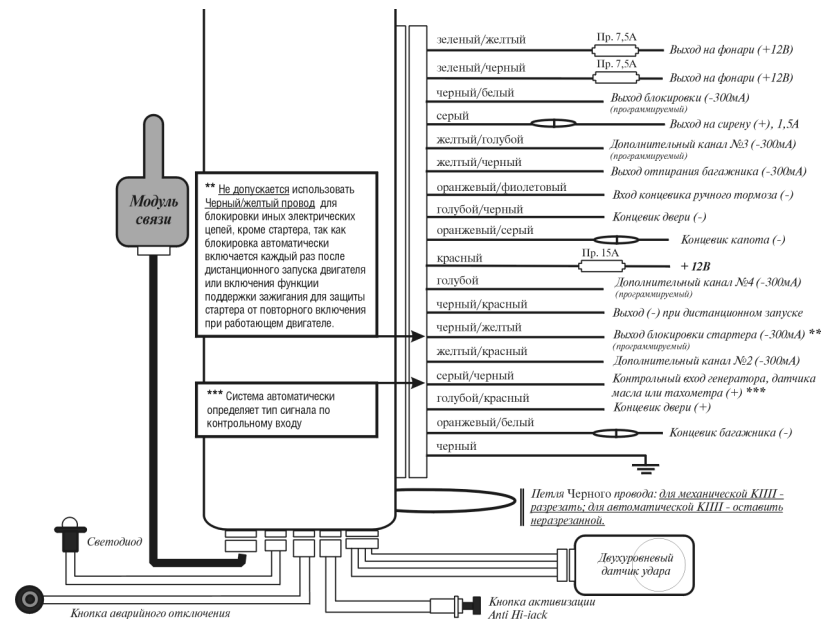 зеленый/желтый
Пр. 7,5А
Выход на фонари (+12В)
зеленый/черный
Пр. 7,5А
Выход на фонари (+12В)
черный/белый
Выход блокировки (-300мА)
(программируемый)
серый
Выход на сирену (+), 1,5А
желтый/голубой
Дополнительный канал №3 (-300мА)
(программируемый)
желтый/черный
Выход отпирания багажника (-300мА)
оранжевый/фиолетовый
Вход концевика ручного тормоза (-)
голубой/черный
Концевик двери (-)
оранжевый/серый
Концевик капота (-)
красный
Пр. 15А
+ 12В
голубой
Дополнительный канал №4 (-300мА)
(программируемый)
черный/красный
Выход (-) при дистанционном запуске
черный/желтый
Выход блокировки стартера (-300мА) **
(программируемый)
желтый/красный
Дополнительный канал №2 (-300мА)
серый/черный
Контрольный вход генератора, датчика
масла или тахометра (+) ***
голубой/красный
Концевик двери (+)
оранжевый/белый
Концевик багажника (-)
черный
Модуль
связи
** Не допускается использовать
Черный/желтый провод для
блокировки иных электрических
цепей, кроме стартера, так как
блокировка автоматически
включается каждый раз после
дистанционного запуска двигателя
или включения функции
поддержки зажигания для защиты
стартера от повторного включения
при работающем двигателе.
*** Система автоматически
определяет тип сигнала по
контрольному входу
Петля Черного провода: для механической КПП -
разрезать; для автоматической КПП - оставить
неразрезанной.
Светодиод
Двухуровневый
датчик удара
Кнопка аварийного отключения
Кнопка активизации
Anti Hi-jack